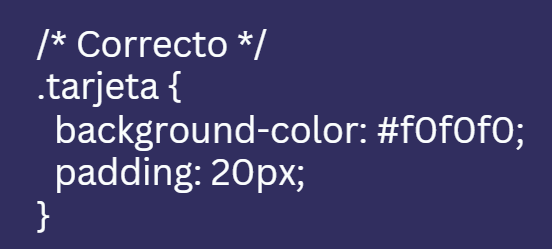 /* Correcto */
.tarjeta {
  background-color: #f0f0f0;
  padding: 20px;
}